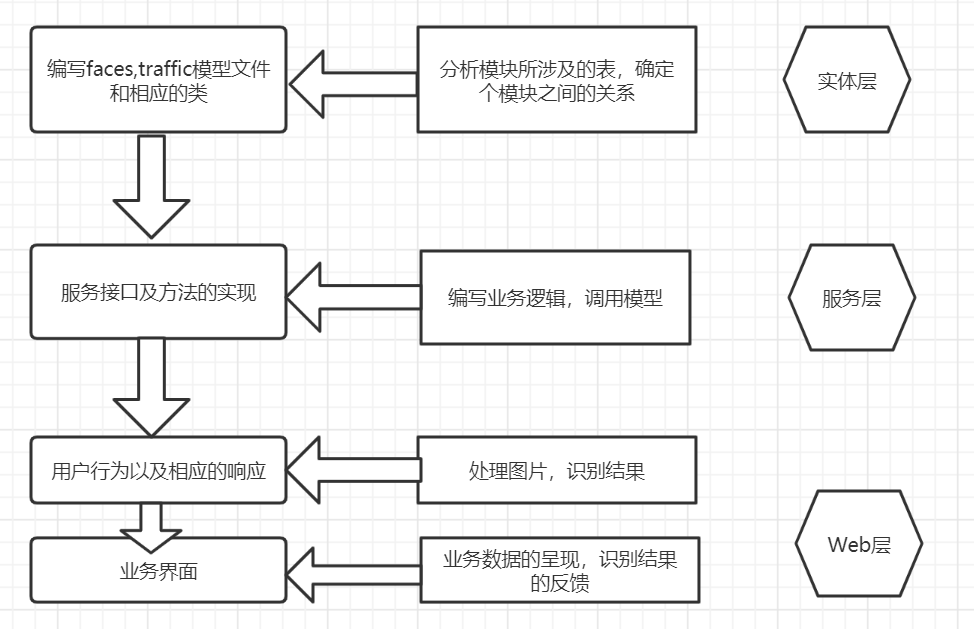 编写faces,traffic模型文件
和相应的类
分析模块所涉及的表，确定
个模块之间的关系
实体层
服务接口及方法的实现
编写业务逻辑，调用模型
服务层
用户行为以及相应的响应
处理图片，识别结果
Web层
业务界面
业务数据的呈现，识别结果
的反馈